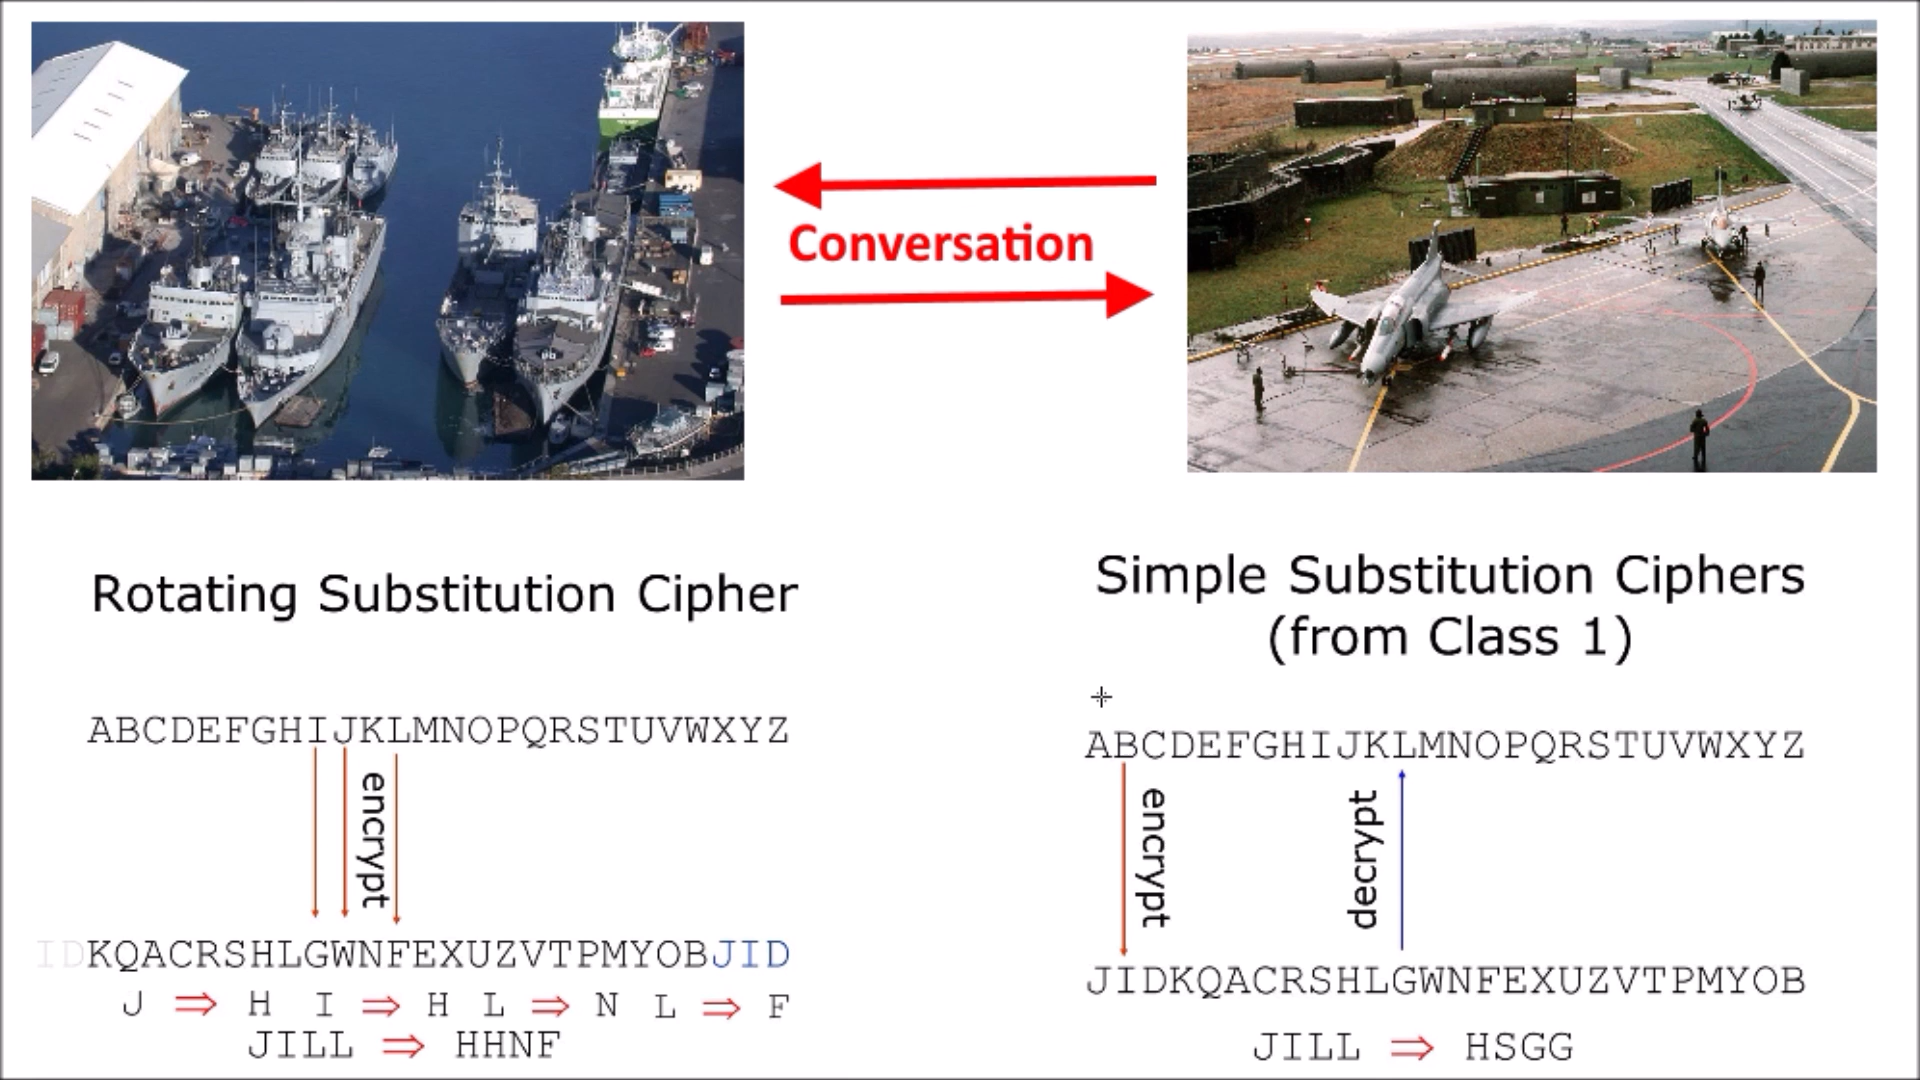 Conversation
Rotating Substitution Cipher
ABCDEFGHIJKLMNOPQRSTUVWXYZ
encrypt
IDKQACRSHLGWNFEXUZVTPMYOBJID
J ⇒ H I ⇒ H L ⇒ N L ⇒ F
JILL ⇒ HHNF
Simple Substitution Ciphers
(from Class 1)
ABCDEFGHIJKLMNOPQRSTUVWXYZ
encrypt
decrypt
JIDKQACRSHLGWNFEXUZVTPMYOB
JILL ⇒ HSGG